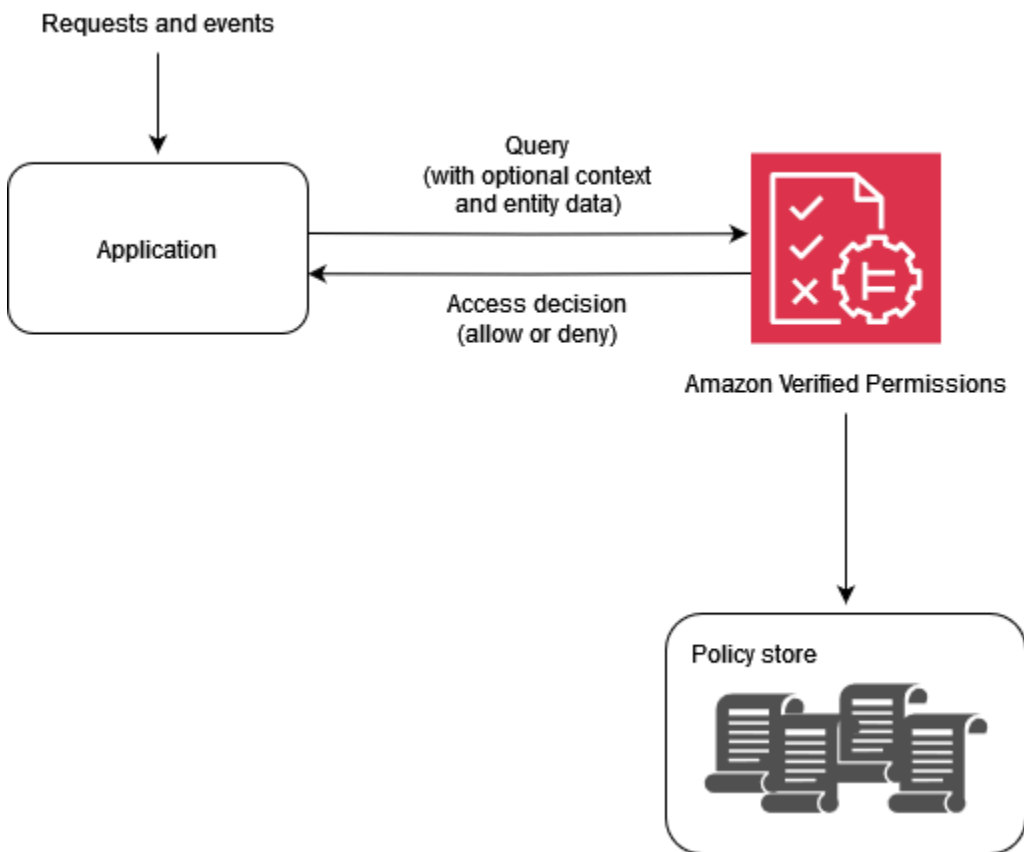 Requests and events
Query
(with optional context
and entity data)
Application
Access decision
(allow or deny)
Amazon Verified Permissions
Policy store